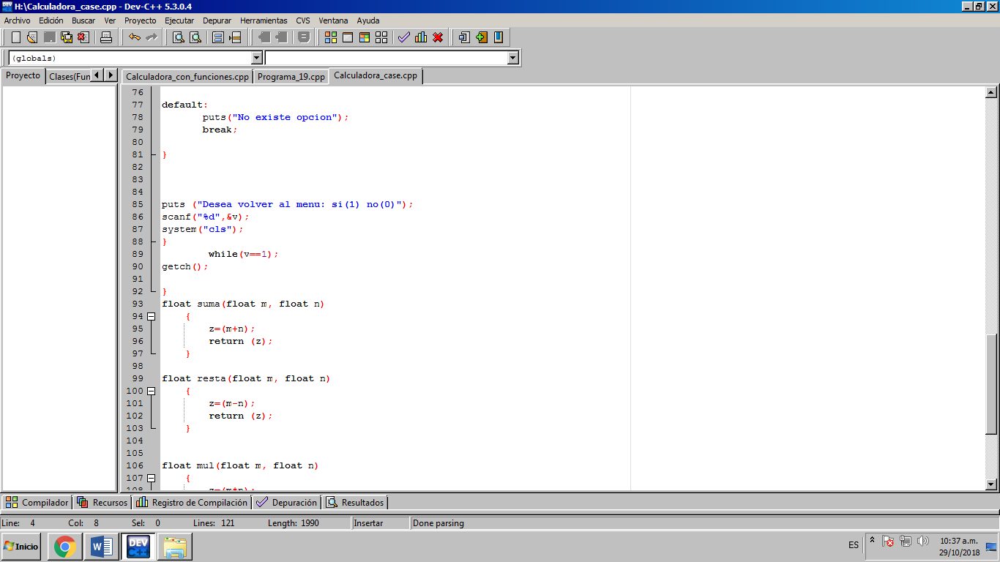 H:\Calculadora_case.cpp - Dev-C++ 5.3.0.4
Archivo Edición Buscar Ver Proyecto Ejecutar Depurar Herramientas CVS Ventana Ayuda
(globals)
Proyecto Clases(Fun Calculadora_con_funciones.cpp Programa_19.cpp Calculadora_case.cpp
76
77 default:
78 puts("No existe opcion");
79 break;
80
81 }
82
83
84
85 puts ("Desea volver al menu: si(1) no(0)");
86 scanf("%d",&v);
87 system("cls");
88 }
89 while(v==1);
90 getch();
91
92 }
93 float suma(float m, float n)
94 {
95 z=(m+n);
96 return (z);
97 }
98
99 float resta(float m, float n)
100 {
101 z=(m-n);
102 return (z);
103 }
104
105
106 float mul(float m, float n)
107 {
108 z=(m*n);
Compilador Recursos Registro de Compilación Depuración Resultados
Line: 4 Col: 8 Sel: 0 Lines: 121 Length: 1990 Insertar Done parsing
Inicio W DEV C++ ES 10:37 a.m.
29/10/2018